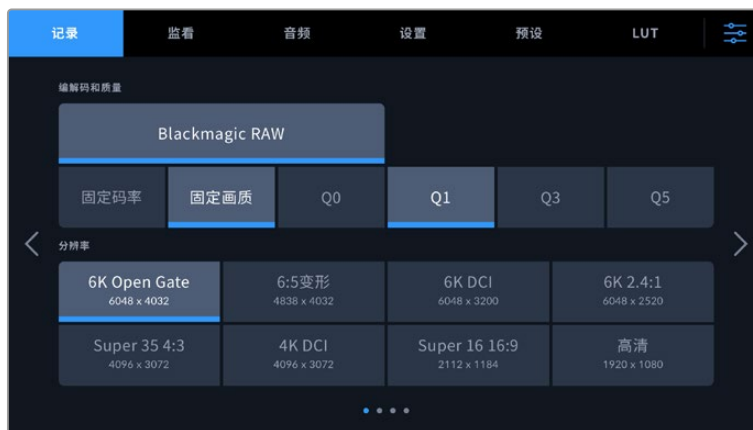 记录 监看 音频 设置 预设 LUT
编解码和质量
Blackmagic RAW
固定码率 固定画质 Q0 Q1 Q3 Q5
分辨率
6K Open Gate 6:5变形 6K DCI 6K 2.4:1
6048 x 4032 4838 x 4032 6048 x 3200 6048 x 2520
Super 35 4:3 4K DCI Super 16 16:9 高清
4096 x 3072 4096 x 3072 2112 x 1184 1920 x 1080